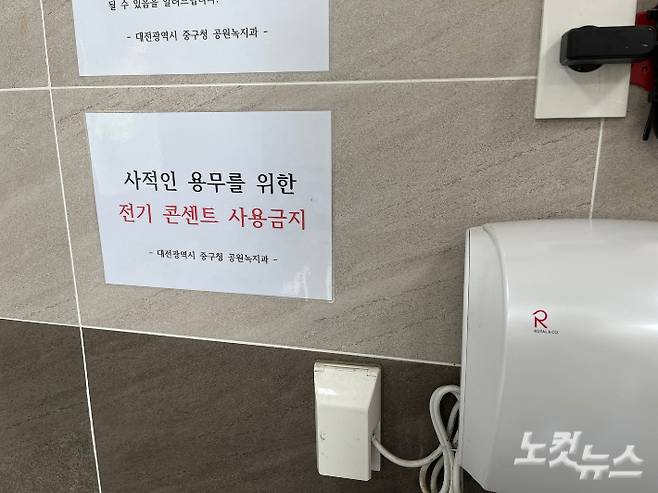 될 수 있음을 알려드립니다.
- 대전광역시 중구청 공원녹지과 -
사적인 용무를 위한
전기 콘센트 사용금지
- 대전광역시 중구청 공원녹지과 -
R
ROYAL&CO
노컷뉴스